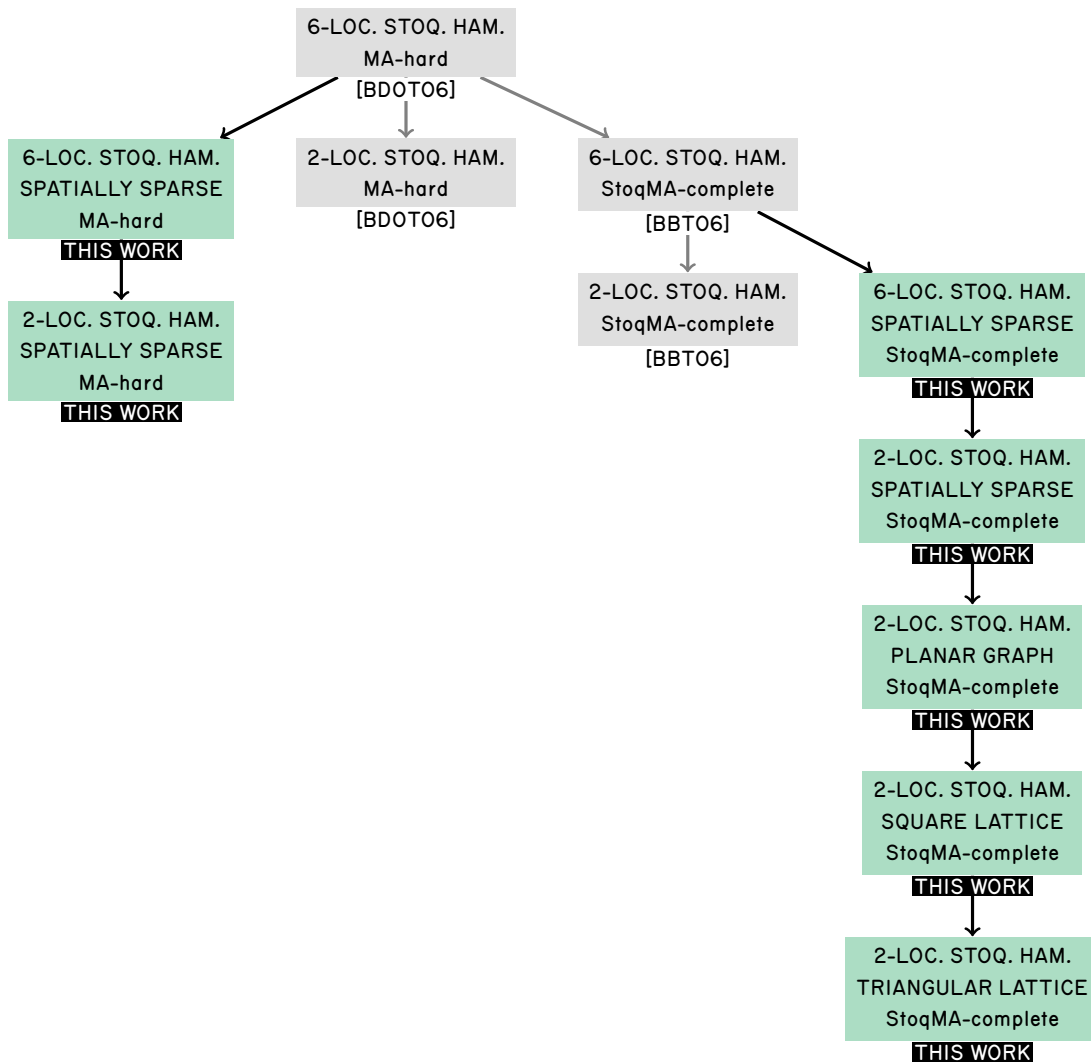 6-LOC. STOQ. HAM.
MA-hard
[BDOT06]
6-LOC. STOQ. HAM.
SPATIALLY SPARSE
MA-hard
THIS WORK
2-LOC. STOQ. HAM.
MA-hard
[BDOT06]
6-LOC. STOQ. HAM.
StoqMA-complete
[BBT06]
2-LOC. STOQ. HAM.
SPATIALLY SPARSE
MA-hard
THIS WORK
2-LOC. STOQ. HAM.
StoqMA-complete
[BBT06]
6-LOC. STOQ. HAM.
SPATIALLY SPARSE
StoqMA-complete
THIS WORK
2-LOC. STOQ. HAM.
SPATIALLY SPARSE
StoqMA-complete
THIS WORK
2-LOC. STOQ. HAM.
PLANAR GRAPH
StoqMA-complete
THIS WORK
2-LOC. STOQ. HAM.
SQUARE LATTICE
StoqMA-complete
THIS WORK
2-LOC. STOQ. HAM.
TRIANGULAR LATTICE
StoqMA-complete
THIS WORK